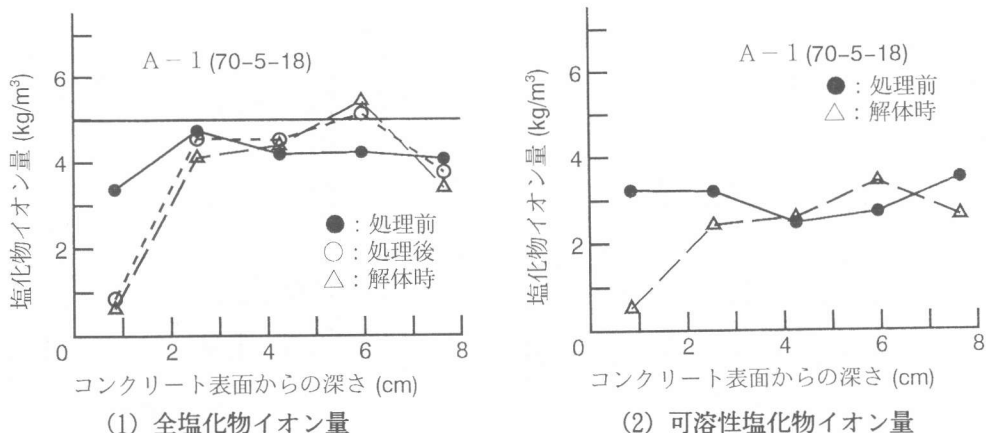 塩化物イオン量 (kg/m³)
A－1 (70–5–18)
6
4
2
0
2
4
6
8
●：処理前
○：処理後
△：解体時
コンクリート表面からの深さ (cm)
(1) 全塩化物イオン量
塩化物イオン量 (kg/m³)
A－1 (70–5–18)
●：処理前
△：解体時
6
4
2
0
2
4
6
8
コンクリート表面からの深さ (cm)
(2) 可溶性塩化物イオン量